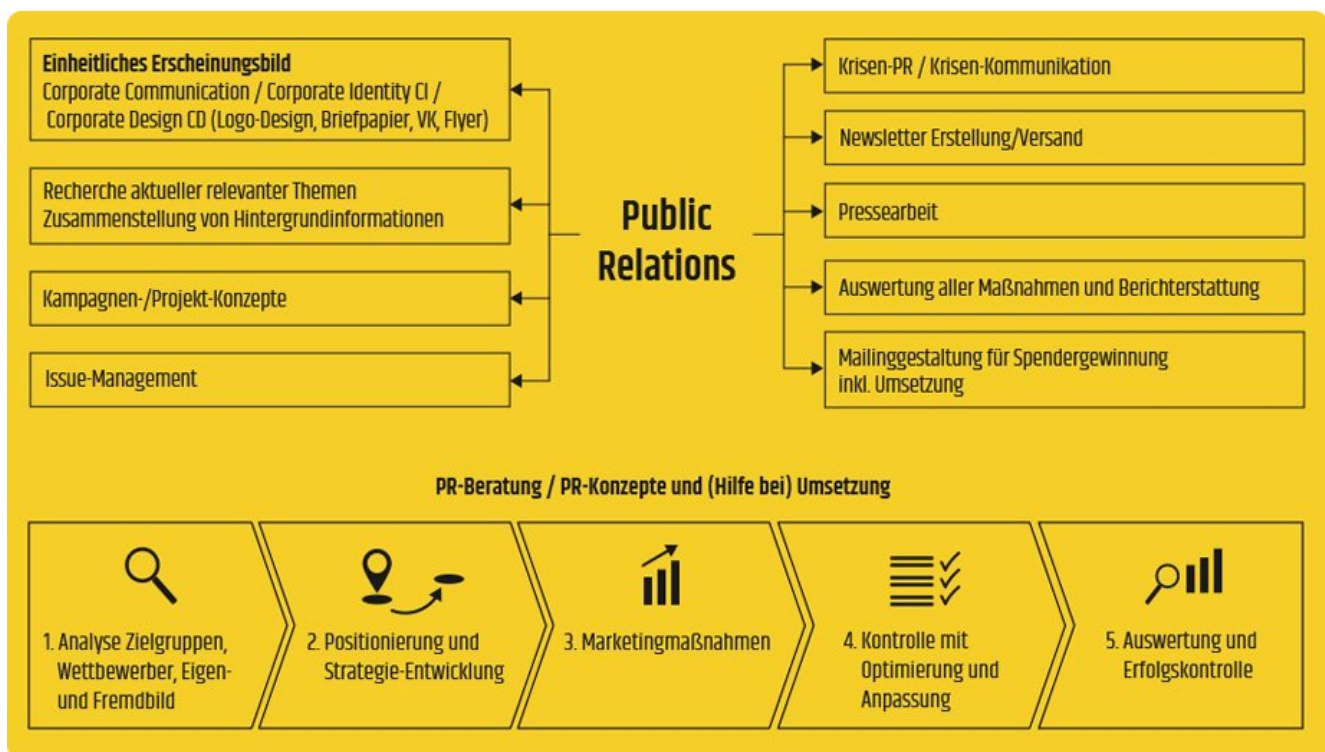 Einheitliches Erscheinungsbild
Corporate Communication / Corporate Identity CI /
Corporate Design CD (Logo-Design, Briefpapier, VK, Flyer)
Recherche aktueller relevanter Themen
Zusammenstellung von Hintergrundinformationen
Kampagnen-/Projekt-Konzepte
Issue-Management
Public
Relations
Krisen-PR / Krisen-Kommunikation
Newsletter Erstellung/Versand
Pressearbeit
Auswertung aller Maßnahmen und Berichterstattung
Mailinggestaltung für Spendergewinnung
inkl. Umsetzung
PR-Beratung / PR-Konzepte und (Hilfe bei) Umsetzung
1. Analyse Zielgruppen,
Wettbewerber, Eigen-
und Fremdbild
2. Positionierung und
Strategie-Entwicklung
3. Marketingmaßnahmen
4. Kontrolle mit
Optimierung und
Anpassung
5. Auswertung und
Erfolgskontrolle